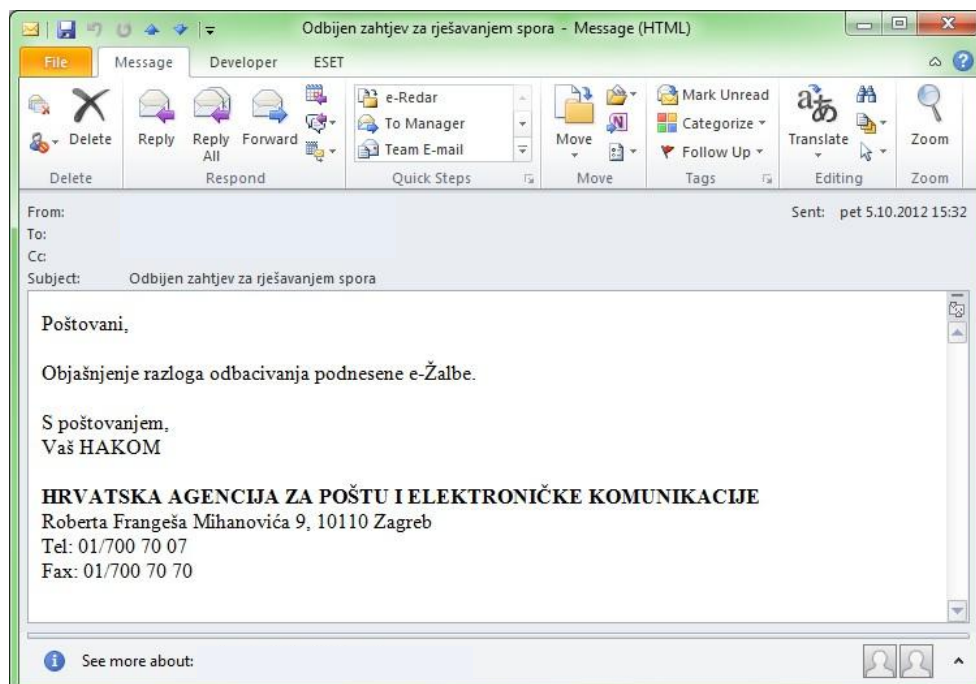 Odbijen zahtjev za rješavanjem spora - Message (HTML)
File Message Developer ESET
Delete Reply Reply All Forward e-Redar To Manager Team E-mail Move Mark Unread Categorize Follow Up Translate Zoom
Delete Respond Quick Steps Move Tags Editing Zoom
From: Sent: pet 5.10.2012 15:32
To:
Cc:
Subject: Odbijen zahtjev za rješavanjem spora
Poštovani,
Objašnjenje razloga odbacivanja podnesene e-Žalbe.
S poštovanjem,
Vaš HAKOM
HRVATSKA AGENCIJA ZA POŠTU I ELEKTRONIČKE KOMUNIKACIJE
Roberta Frangeša Mihanovića 9, 10110 Zagreb
Tel: 01/700 70 07
Fax: 01/700 70 70
See more about: